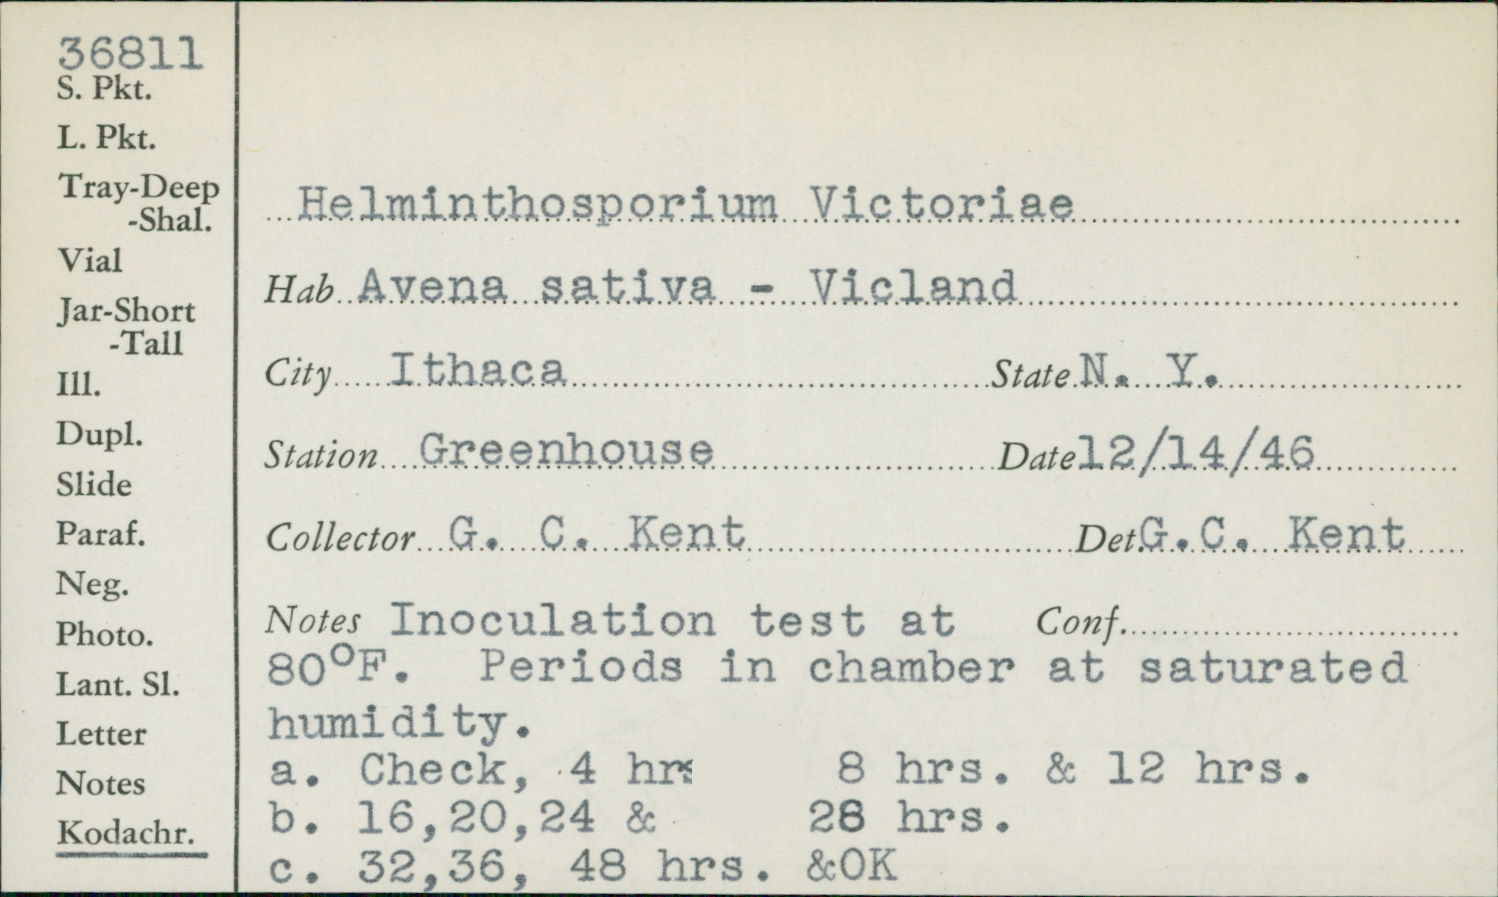 36811
S. Pkt.
L. Pkt.
Tray-Deep
-Shal.
Vial
Jar-Short
-Tall
Ill.
Dupl.
Slide
Paraf.
Neg.
Photo.
Lant. Sl.
Letter
Notes
Kodachr.
Helminthosporium Victoriae
Hab Avena sativa - Vicland
City Ithaca State N. Y.
Station Greenhouse Date 12/14/46
Collector G. C. Kent Det. G.C. Kent
Notes Inoculation test at Conf.
80°F. Periods in chamber at saturated
humidity.
a. Check, 4 hrs 8 hrs. & 12 hrs.
b. 16,20,24 & 28 hrs.
c. 32,36, 48 hrs. &OK